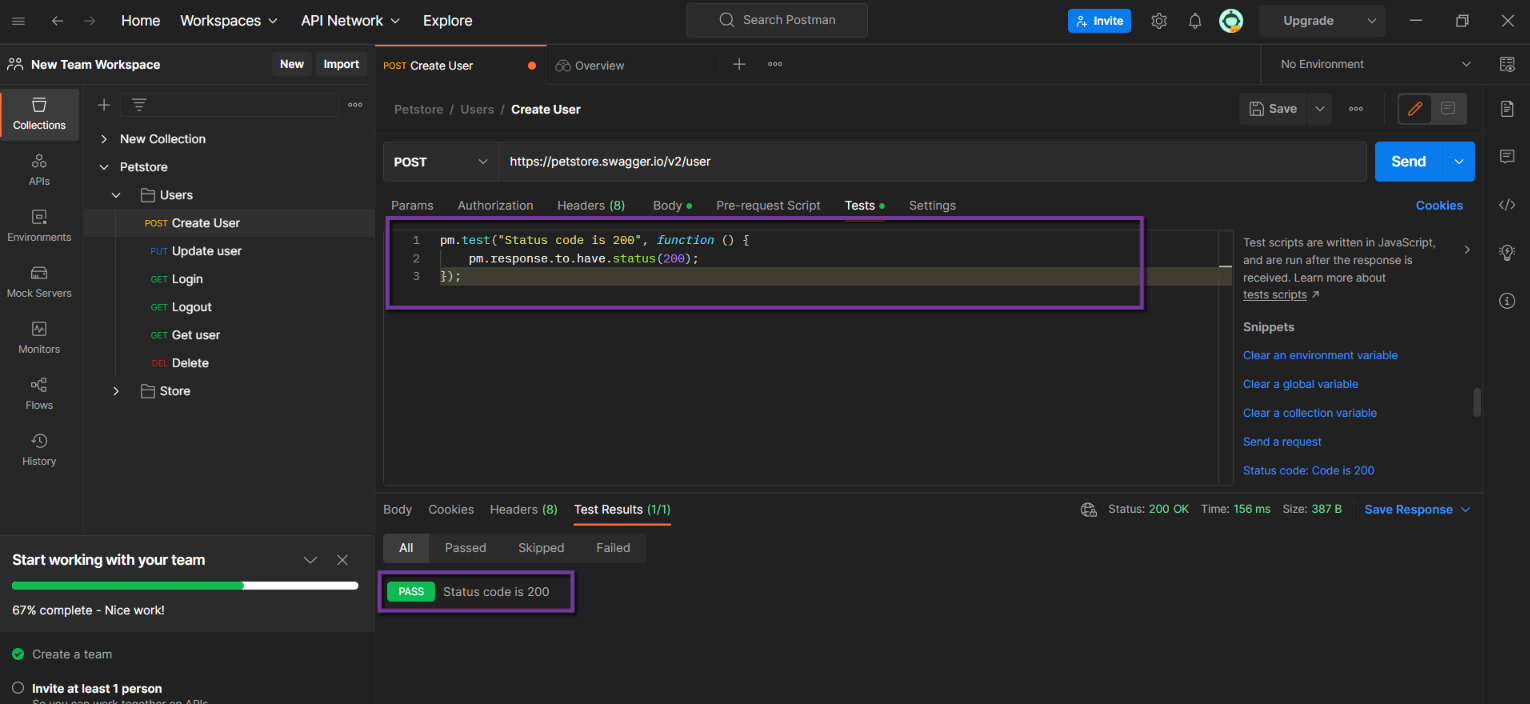 Home Workspaces API Network Explore Search Postman Invite Upgrade
New Team Workspace New Import POST Create User Overview No Environment
Collections
APIs
Environments
Mock Servers
Monitors
Flows
History
New Collection
Petstore
Users
POST Create User
PUT Update user
GET Login
GET Logout
GET Get user
DEL Delete
Store
Start working with your team
67% complete - Nice work!
Create a team
Invite at least 1 person
So you can work together on APIs
Petstore / Users / Create User Save
POST https://petstore.swagger.io/v2/user Send
Params Authorization Headers (8) Body Pre-request Script Tests Settings Cookies
1 pm.test("Status code is 200", function () {
2 pm.response.to.have.status(200);
3 });
Test scripts are written in JavaScript,
and are run after the response is
received. Learn more about
tests scripts
Snippets
Clear an environment variable
Clear a global variable
Clear a collection variable
Send a request
Status code: Code is 200
Body Cookies Headers (8) Test Results (1/1) Status: 200 OK Time: 156 ms Size: 387 B Save Response
All Passed Skipped Failed
PASS Status code is 200